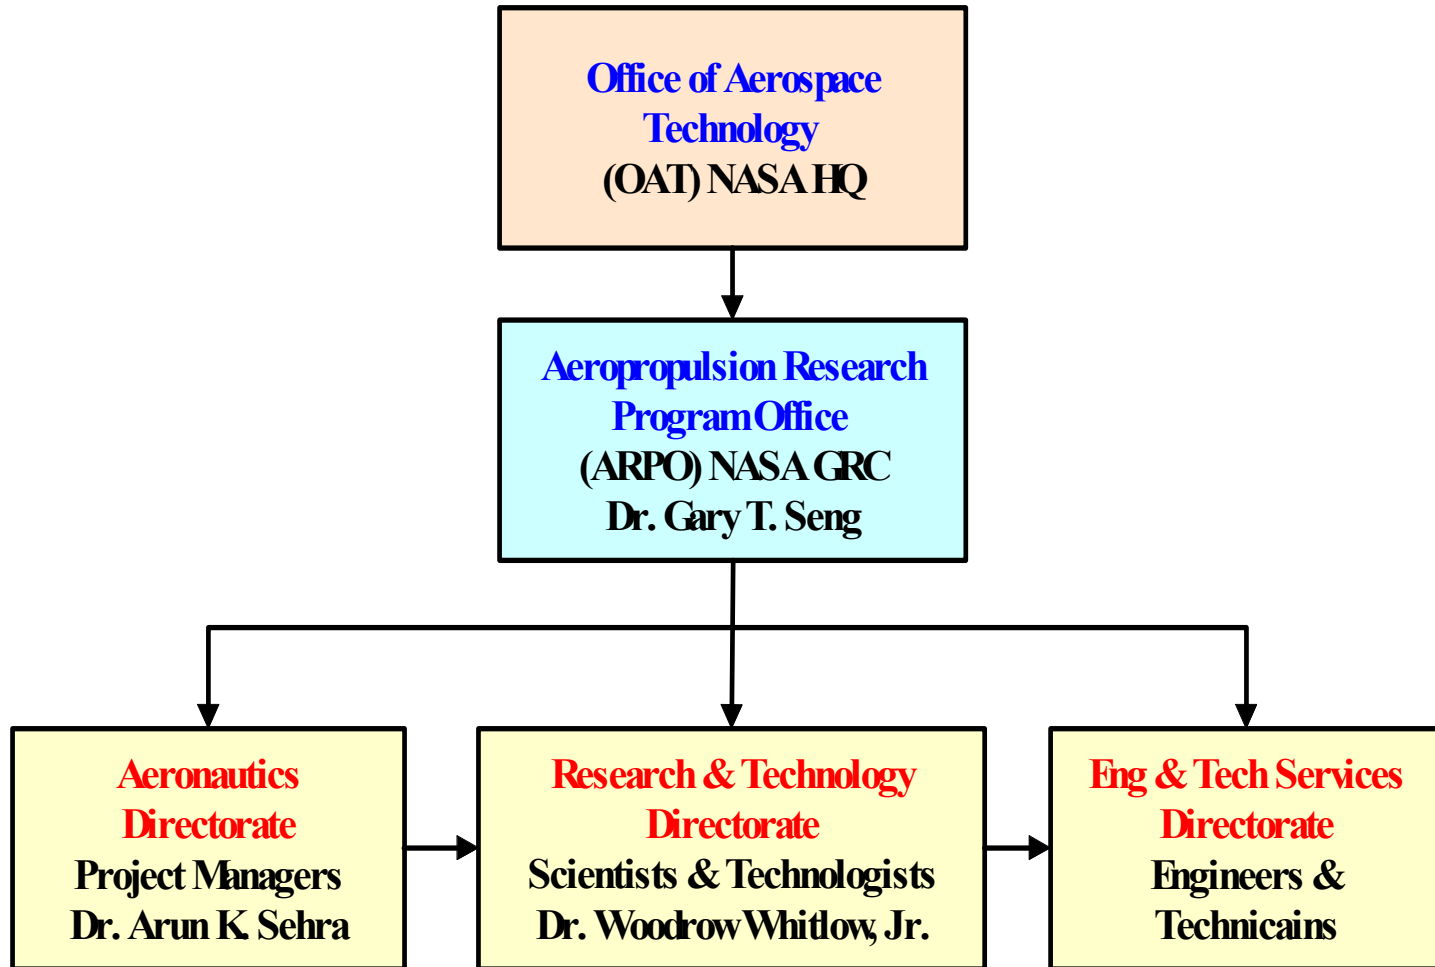 Office of Aerospace
Technology
(OAT) NASA HQ
Aeropropulsion Research
Program Office
(ARPO) NASA GRC
Dr. Gary T. Seng
Aeronautics
Directorate
Project Managers
Dr. Arun K. Sehra
Research & Technology
Directorate
Scientists & Technologists
Dr. Woodrow Whitlow, Jr.
Eng & Tech Services
Directorate
Engineers &
Technicains